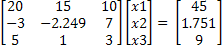 [20 15 10] [x1] = [45]
[-3 -2.249 7] [x2] = [1.751]
[5 1 3] [x3] = [9]